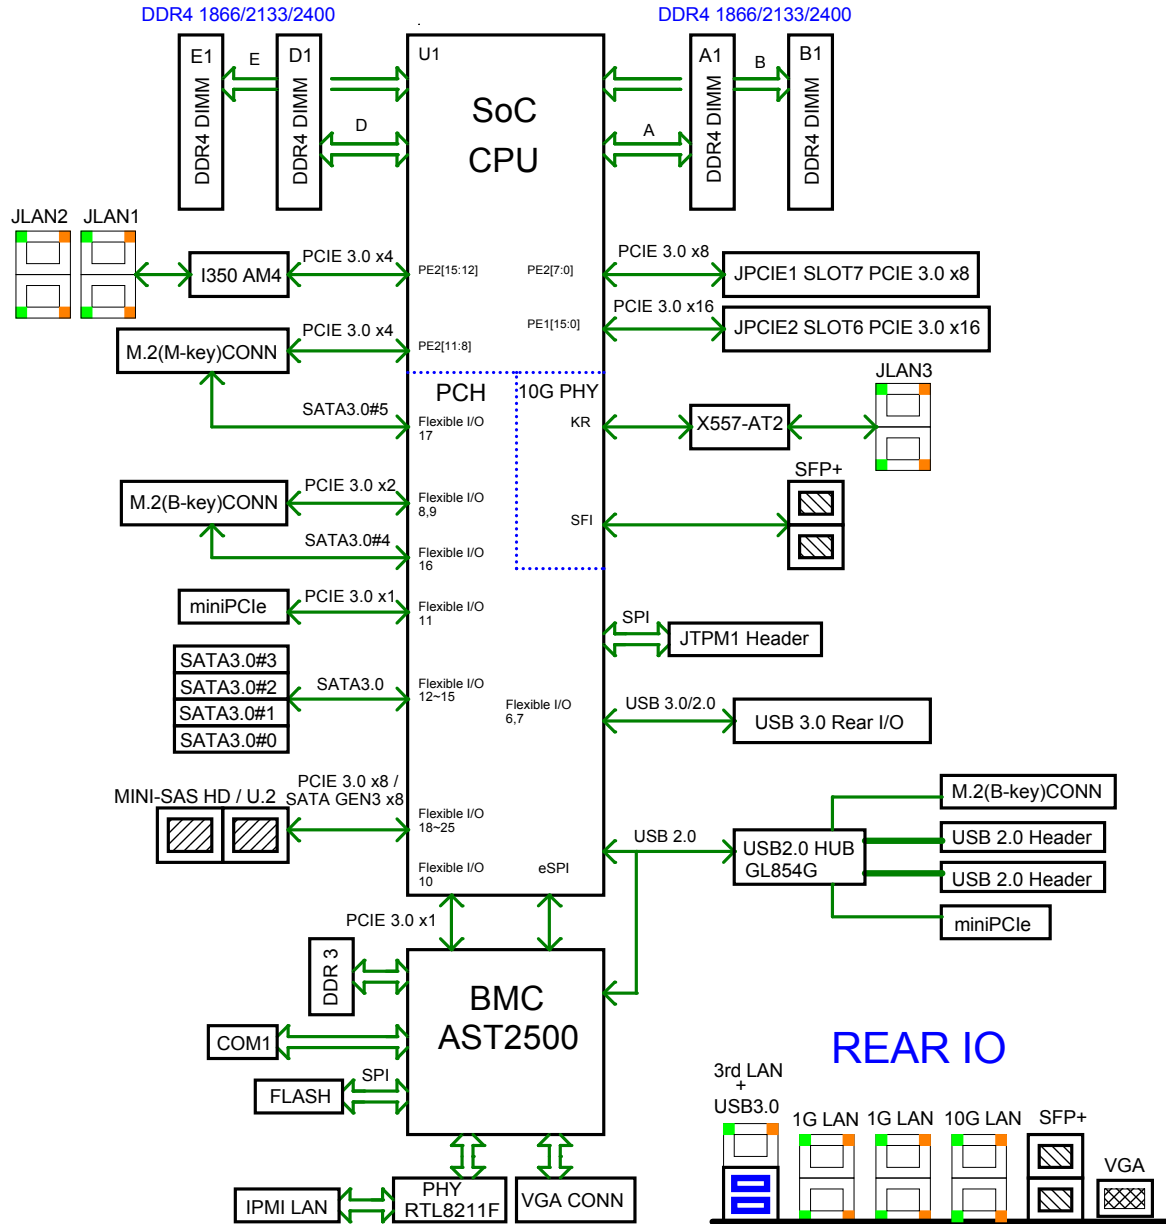 DDR4 1866/2133/2400
DDR4 1866/2133/2400
E1
DDR4 DIMM
E
D1
DDR4 DIMM
D
U1
SoC
CPU
A1
DDR4 DIMM
A
B
B1
DDR4 DIMM
JLAN2
JLAN1
I350 AM4
PCIE 3.0 x4
PE2[15:12]
PE2[7:0]
PCIE 3.0 x8
JPCIE1 SLOT7 PCIE 3.0 x8
PE1[15:0]
PCIE 3.0 x16
JPCIE2 SLOT6 PCIE 3.0 x16
M.2(M-key)CONN
PCIE 3.0 x4
PE2[11:8]
SATA3.0#5
PCH
Flexible I/O
17
10G PHY
KR
X557-AT2
JLAN3
SFP+
SFI
M.2(B-key)CONN
PCIE 3.0 x2
Flexible I/O
8,9
SATA3.0#4
Flexible I/O
16
miniPCIe
PCIE 3.0 x1
Flexible I/O
11
SPI
JTPM1 Header
SATA3.0#3
SATA3.0#2
SATA3.0#1
SATA3.0#0
SATA3.0
Flexible I/O
12~15
Flexible I/O
6,7
USB 3.0/2.0
USB 3.0 Rear I/O
MINI-SAS HD / U.2
PCIE 3.0 x8 /
SATA GEN3 x8
Flexible I/O
18~25
Flexible I/O
10
eSPI
USB 2.0
USB2.0 HUB
GL854G
M.2(B-key)CONN
USB 2.0 Header
USB 2.0 Header
miniPCIe
PCIE 3.0 x1
DDR 3
BMC
AST2500
COM1
FLASH
SPI
IPMI LAN
PHY
RTL8211F
VGA CONN
REAR IO
3rd LAN
+
USB3.0
1G LAN
1G LAN
10G LAN
SFP+
VGA